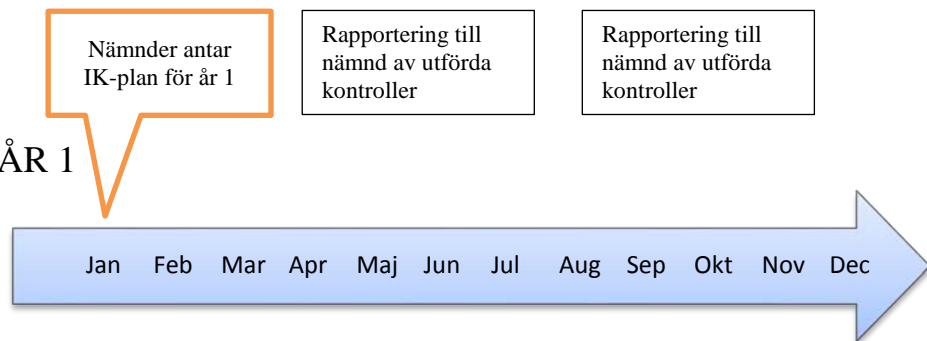 Nämnder antar
IK-plan för år 1
Rapportering till
nämnd av utförda
kontroller
Rapportering till
nämnd av utförda
kontroller
ÅR 1
Jan Feb Mar Apr Maj Jun Jul Aug Sep Okt Nov Dec